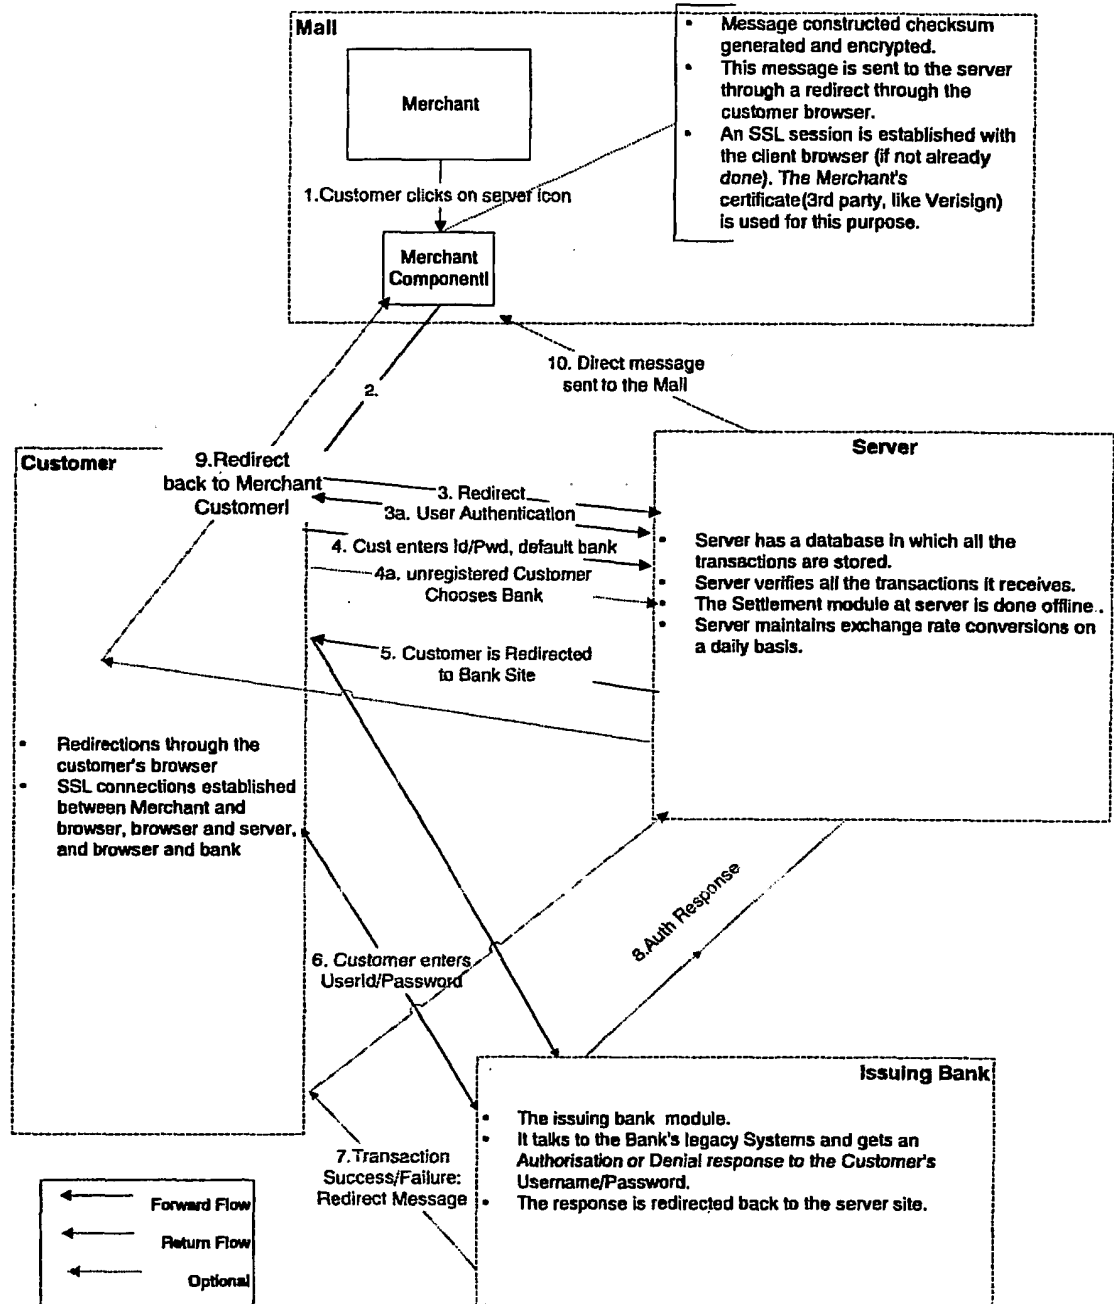 Mall
Merchant
1.Customer clicks on server icon
Merchant
Componentl
• Message constructed checksum
generated and encrypted.
• This message is sent to the server
through a redirect through the
customer browser.
• An SSL session is established with
the client browser (if not already
done). The Merchant's
certificate(3rd party, like Verisign)
is used for this purpose.
10. Direct message
sent to the Mall
2.
Customer
9.Redirect
back to Merchant
Customerl
Server
3. Redirect
3a. User Authentication
4. Cust enters Id/Pwd, default bank
4a. unregistered Customer
Chooses Bank
5. Customer is Redirected
to Bank Site
• Server has a database in which all the
transactions are stored.
• Server verifies all the transactions it receives.
• The Settlement module at server is done offline..
• Server maintains exchange rate conversions on
a daily basis.
• Redirections through the
customer's browser
• SSL connections established
between Merchant and
browser, browser and server,
and browser and bank
8.Auth Response
6. Customer enters
UserId/Password
Issuing Bank
• The issuing bank module.
• It talks to the Bank's legacy Systems and gets an
Authorisation or Denial response to the Customer's
Username/Password.
• The response is redirected back to the server site.
7.Transaction
Success/Failure:
Redirect Message
Forward Flow
Return Flow
Optional